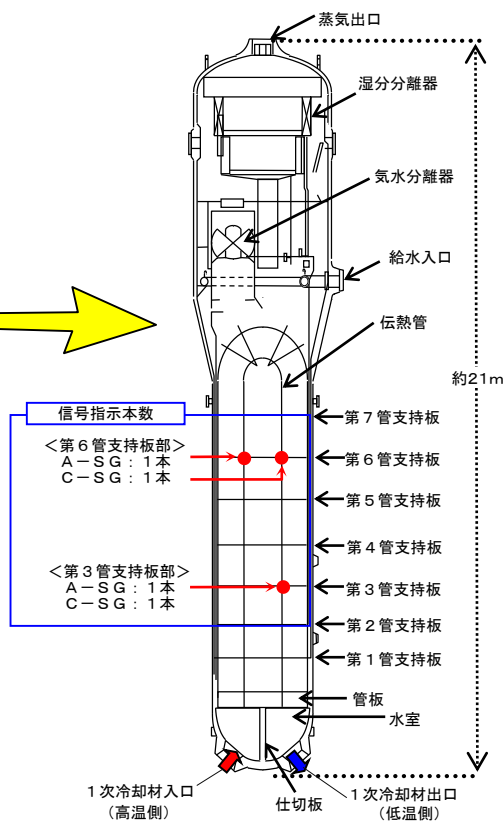 蒸気出口
湿分分離器
気水分離器
給水入口
伝熱管
約21m
信号指示本数
第7管支持板
＜第6管支持板部＞
A－SG：1本
C－SG：1本
第6管支持板
第5管支持板
第4管支持板
＜第3管支持板部＞
A－SG：1本
C－SG：1本
第3管支持板
第2管支持板
第1管支持板
管板
水室
1次冷却材入口
（高温側）
仕切板
1次冷却材出口
（低温側）